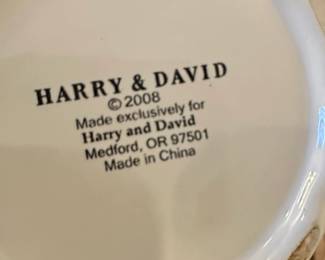 HARRY & DAVID
©2008
Made exclusively for
Harry and David
Medford, OR 97501
Made in China